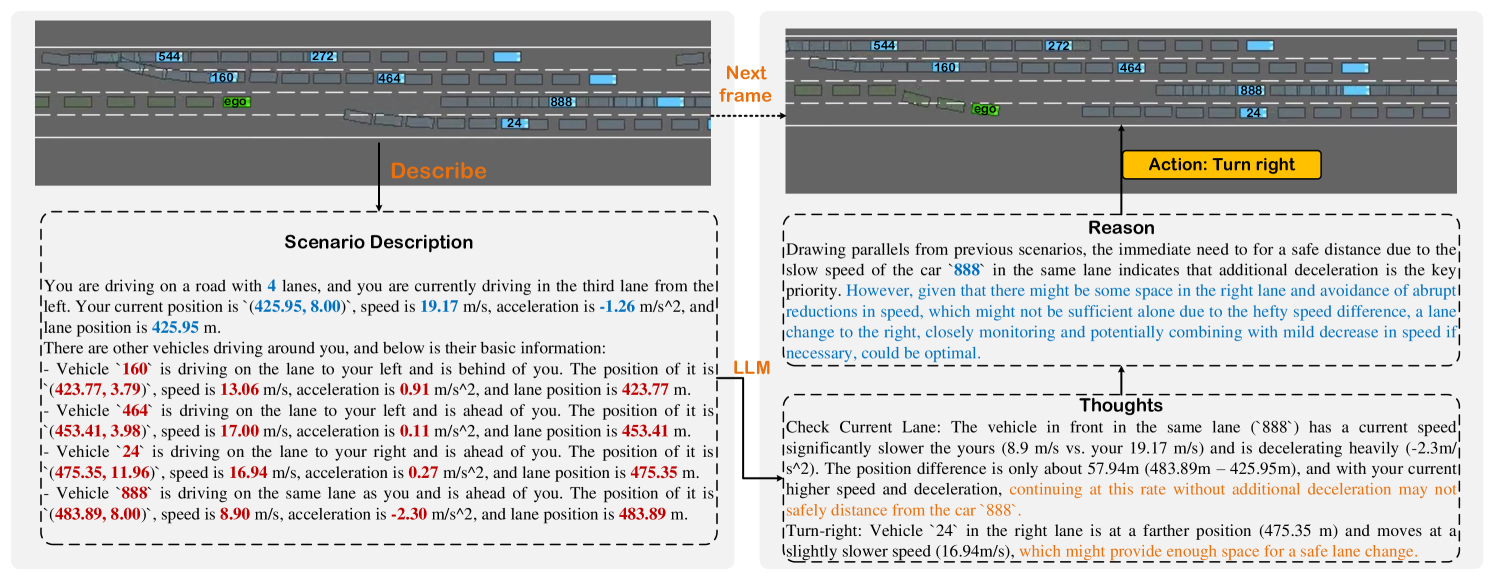 544 272
160 464
ego 888
24
Next
frame
544 272
160 464
888
ego 24
Describe
Action: Turn right
Scenario Description
You are driving on a road with 4 lanes, and you are currently driving in the third lane from the
left. Your current position is `(425.95, 8.00)`, speed is 19.17 m/s, acceleration is -1.26 m/s^2, and
lane position is 425.95 m.
There are other vehicles driving around you, and below is their basic information:
- Vehicle `160` is driving on the lane to your left and is behind of you. The position of it is
`(423.77, 3.79)`, speed is 13.06 m/s, acceleration is 0.91 m/s^2, and lane position is 423.77 m.
- Vehicle `464` is driving on the lane to your left and is ahead of you. The position of it is
`(453.41, 3.98)`, speed is 17.00 m/s, acceleration is 0.11 m/s^2, and lane position is 453.41 m.
- Vehicle `24` is driving on the lane to your right and is ahead of you. The position of it is
`(475.35, 11.96)`, speed is 16.94 m/s, acceleration is 0.27 m/s^2, and lane position is 475.35 m.
- Vehicle `888` is driving on the same lane as you and is ahead of you. The position of it is
`(483.89, 8.00)`, speed is 8.90 m/s, acceleration is -2.30 m/s^2, and lane position is 483.89 m.
LLM
Reason
Drawing parallels from previous scenarios, the immediate need to for a safe distance due to the
slow speed of the car `888` in the same lane indicates that additional deceleration is the key
priority. However, given that there might be some space in the right lane and avoidance of abrupt
reductions in speed, which might not be sufficient alone due to the hefty speed difference, a lane
change to the right, closely monitoring and potentially combining with mild decrease in speed if
necessary, could be optimal.
Thoughts
Check Current Lane: The vehicle in front in the same lane (`888`) has a current speed
significantly slower the yours (8.9 m/s vs. your 19.17 m/s) and is decelerating heavily (-2.3m/
s^2). The position difference is only about 57.94m (483.89m – 425.95m), and with your current
higher speed and deceleration, continuing at this rate without additional deceleration may not
safely distance from the car `888`.
Turn-right: Vehicle `24` in the right lane is at a farther position (475.35 m) and moves at a
slightly slower speed (16.94m/s), which might provide enough space for a safe lane change.